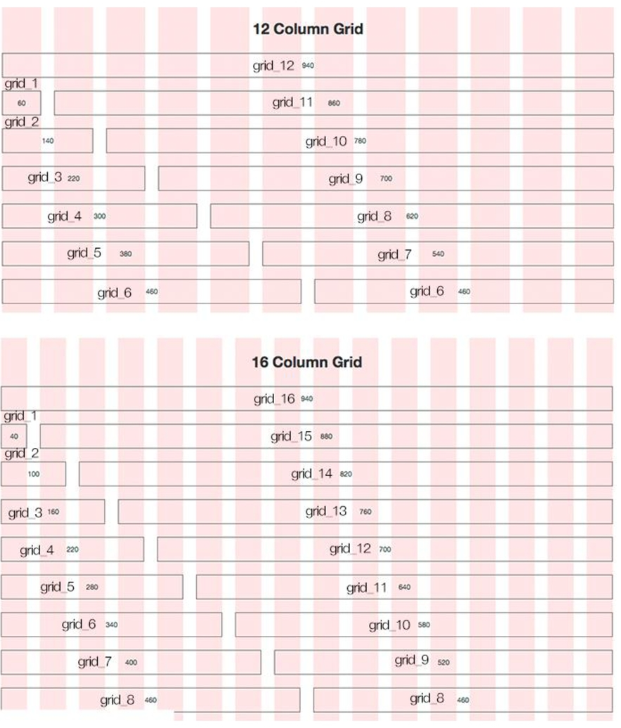 12 Column Grid
grid_12 940
grid_1
60 grid_11 860
grid_2
140 grid_10 780
grid_3 220 grid_9 700
grid_4 300 grid_8 620
grid_5 380 grid_7 540
grid_6 460 grid_6 460
16 Column Grid
grid_16 940
grid_1
40 grid_15 880
grid_2
100 grid_14 820
grid_3 160 grid_13 760
grid_4 220 grid_12 700
grid_5 280 grid_11 640
grid_6 340 grid_10 580
grid_7 400 grid_9 520
grid_8 460 grid_8 460